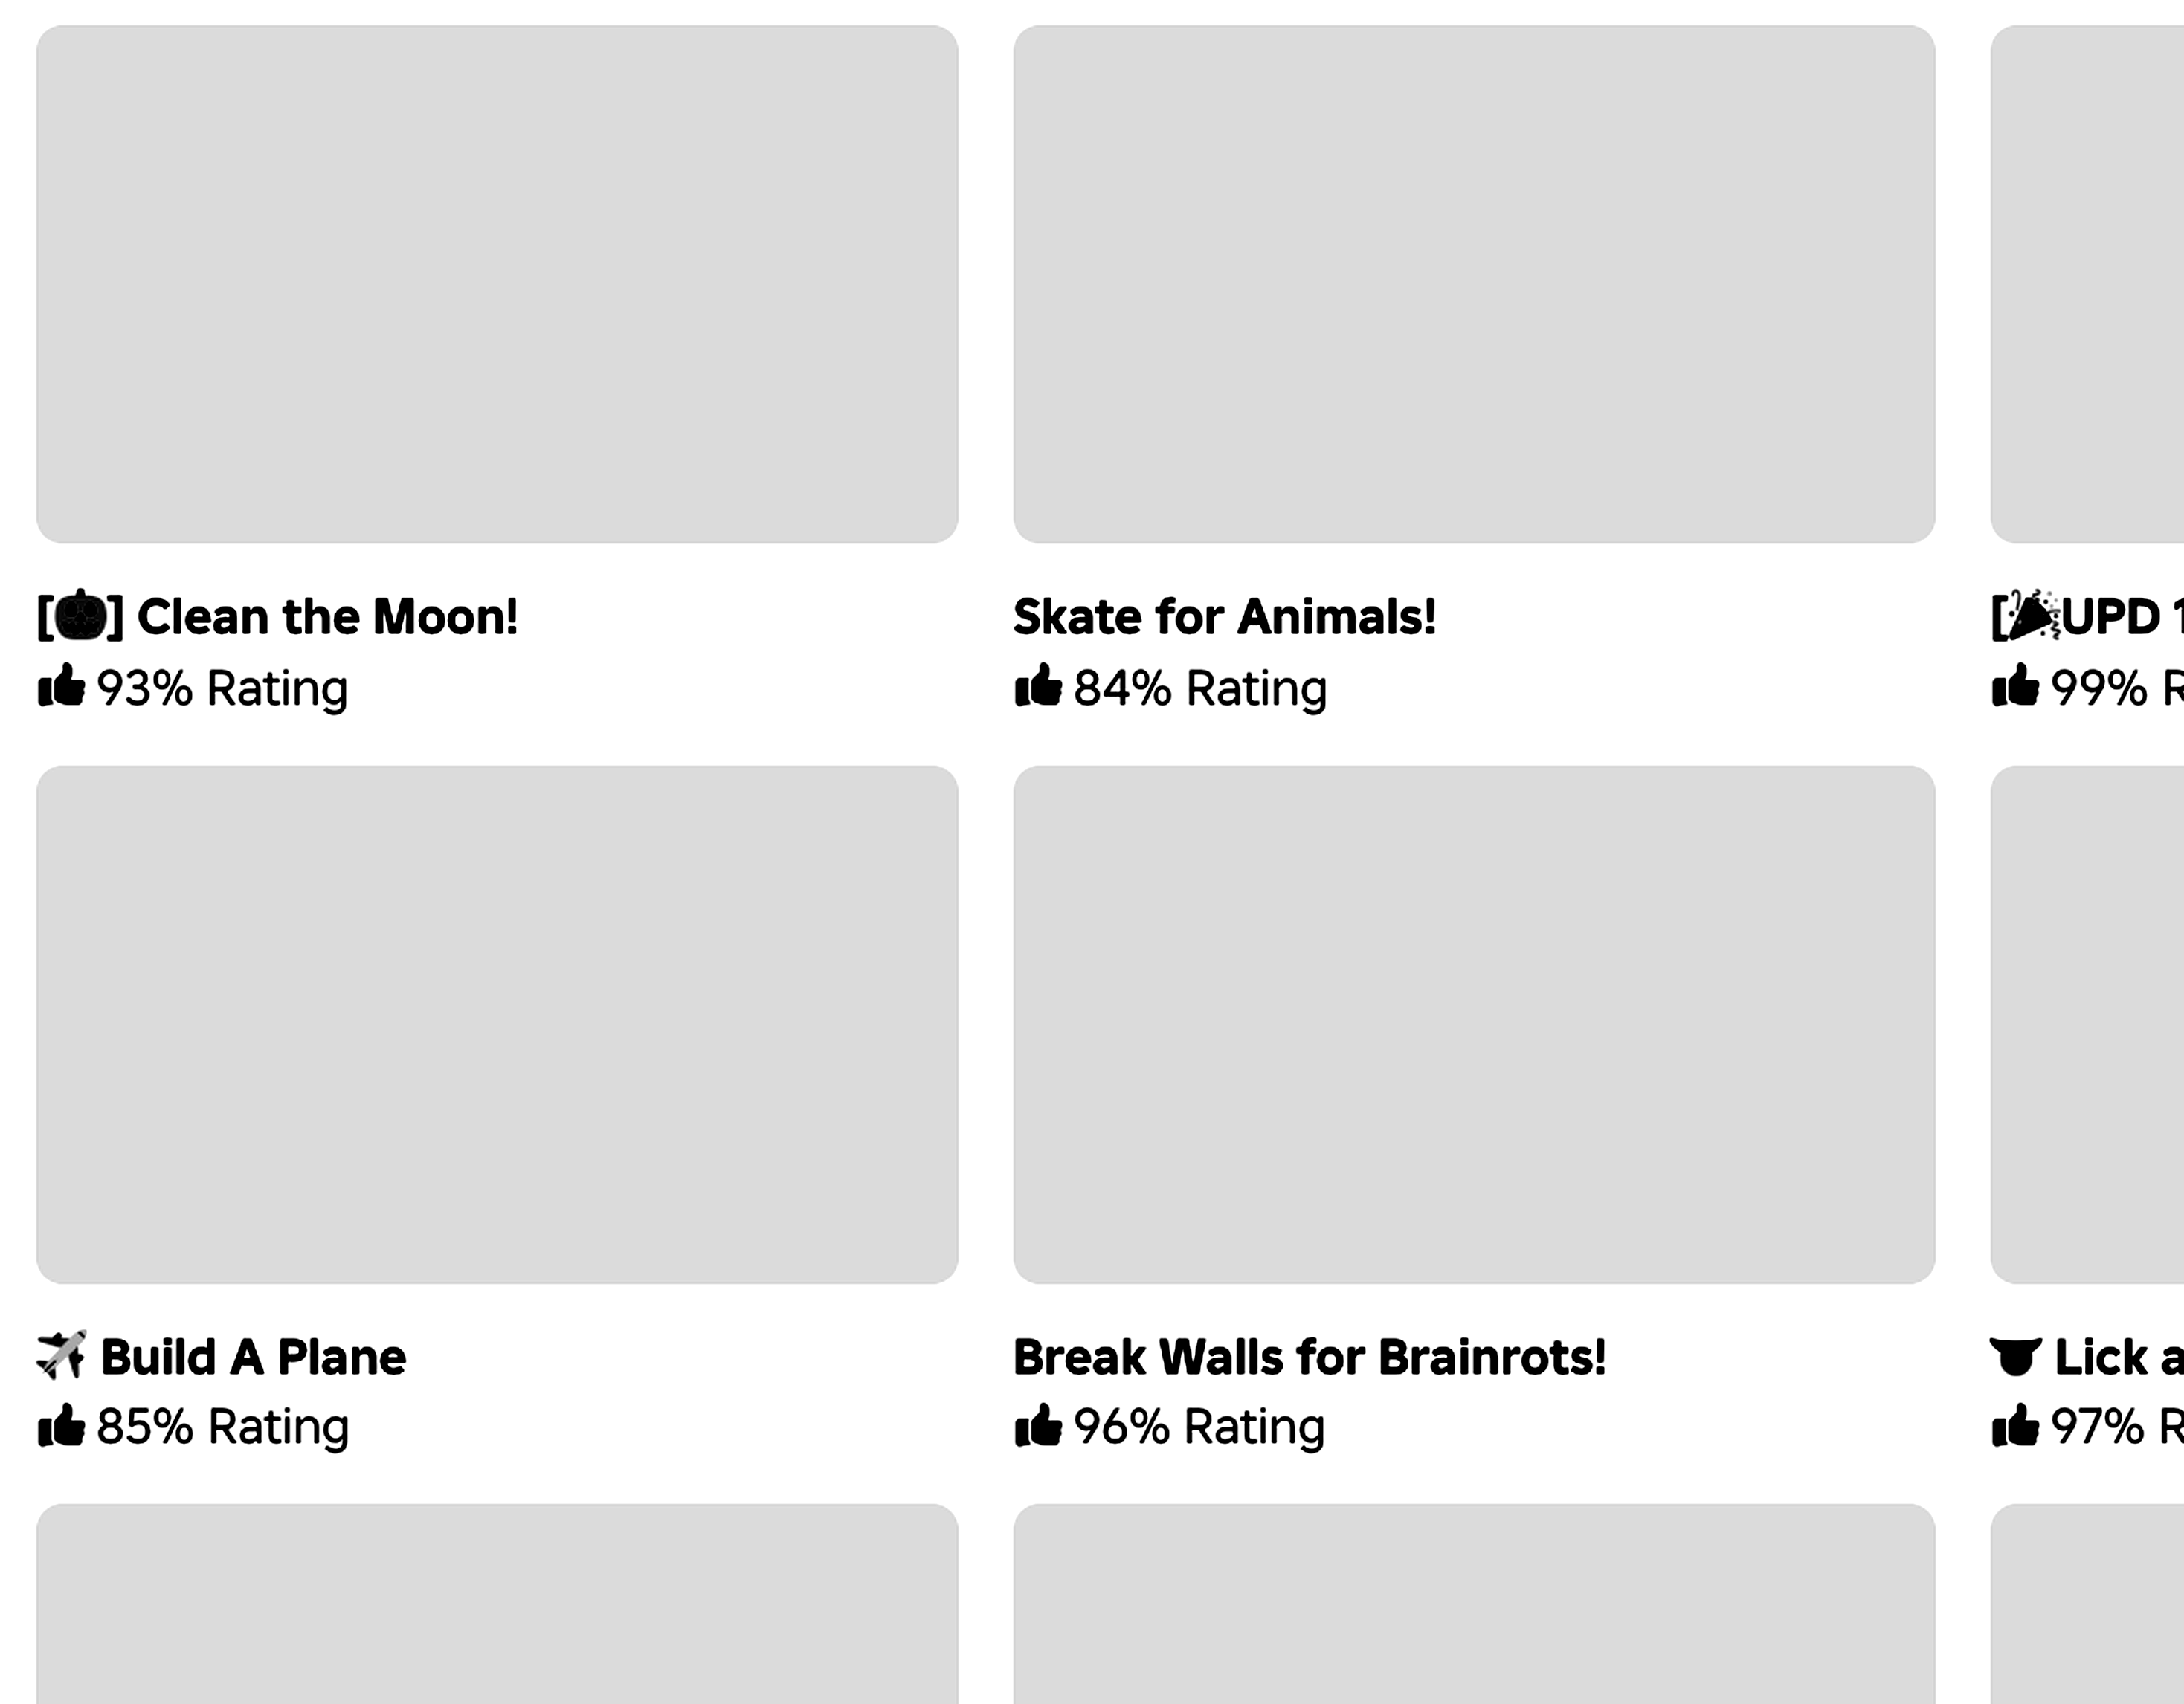 [🎃] Clean the Moon!
👍 93% Rating
Skate for Animals!
👍 84% Rating
[🎉UPD
👍 99%
✈️ Build A Plane
👍 85% Rating
Break Walls for Brainrots!
👍 96% Rating
👅 Lick
👍 97%